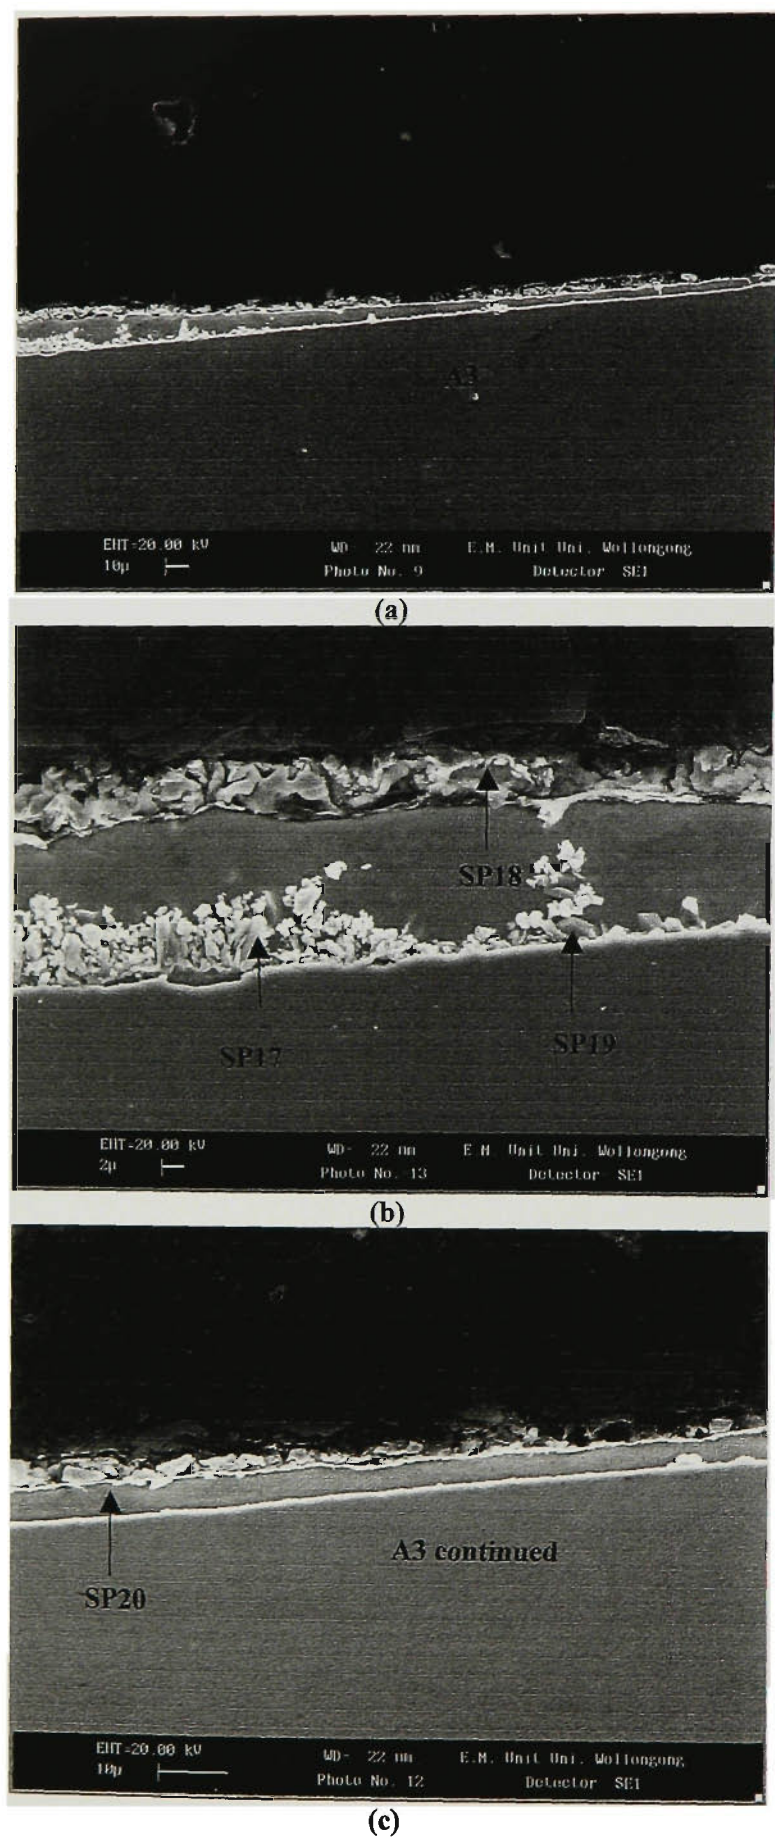 A3
EHT=20.00 kV WD- 22 mm E.M. Unit Uni. Wollongong
10µ Photo No. 9 Detector SE1
(a)
SP18
SP17 SP19
EHT-20.00 kV WD- 22 mm E M Unit Uni. Wollongong
2µ Photo No.-13 Detector SE1
(b)
A3 continued
SP20
EHT=20.00 kV WD- 22 mm E.M. Unit Uni. Wollongong
10µ Photo No. 12 Detector SE1
(c)